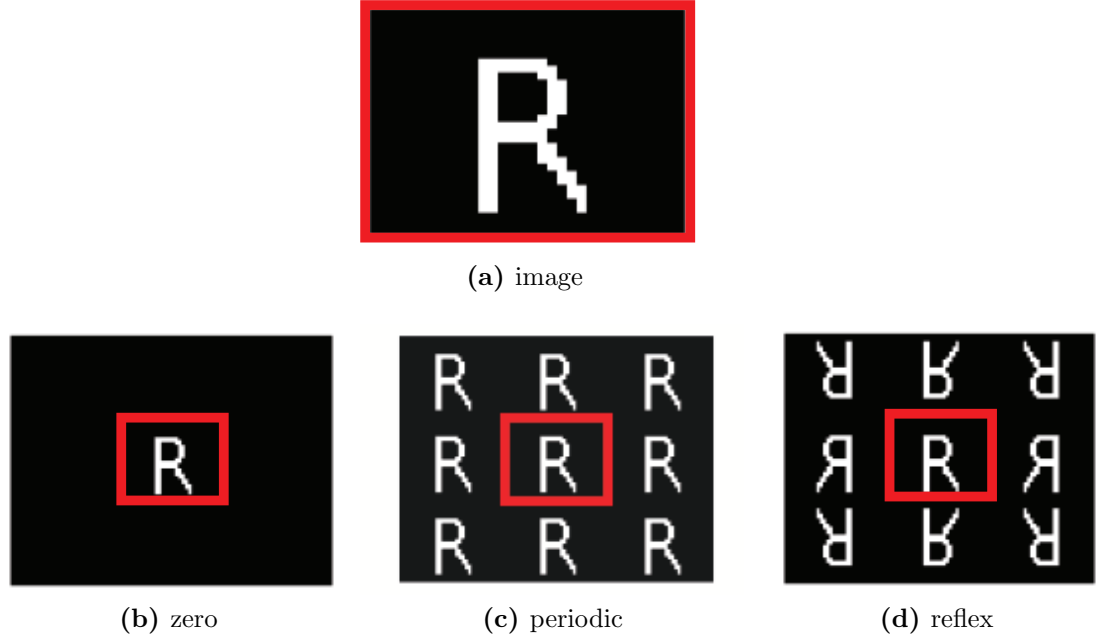 R
(a) image
R R R
R R R R R
R R R
(b) zero (c) periodic (d) reflex